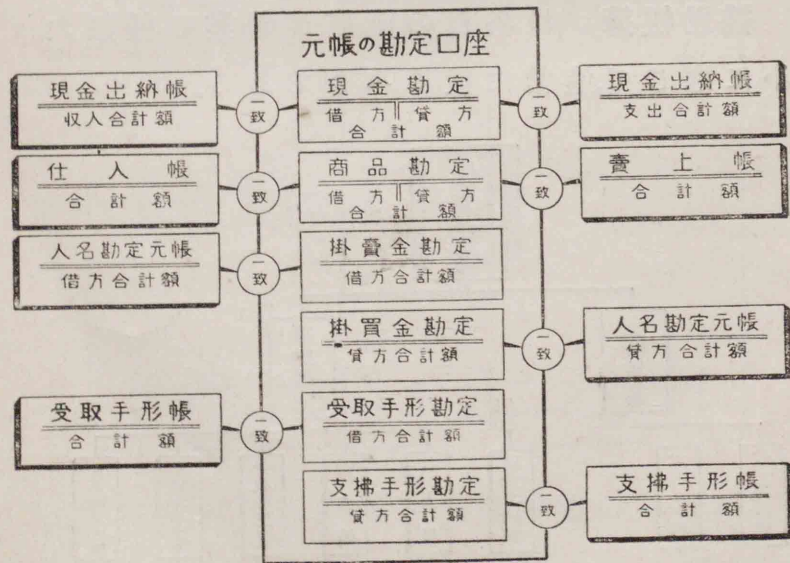 元帳の勘定口座
現金出納帳
収入合計額
一致
現金勘定
借方 貸方
合計額
一致
現金出納帳
支出合計額
仕入帳
合計額
一致
商品勘定
借方 貸方
合計額
一致
賣上帳
合計額
人名勘定元帳
借方合計額
一致
掛賣金勘定
借方合計額
掛買金勘定
貸方合計額
一致
人名勘定元帳
貸方合計額
受取手形帳
合計額
一致
受取手形勘定
借方合計額
支拂手形勘定
貸方合計額
一致
支拂手形帳
合計額